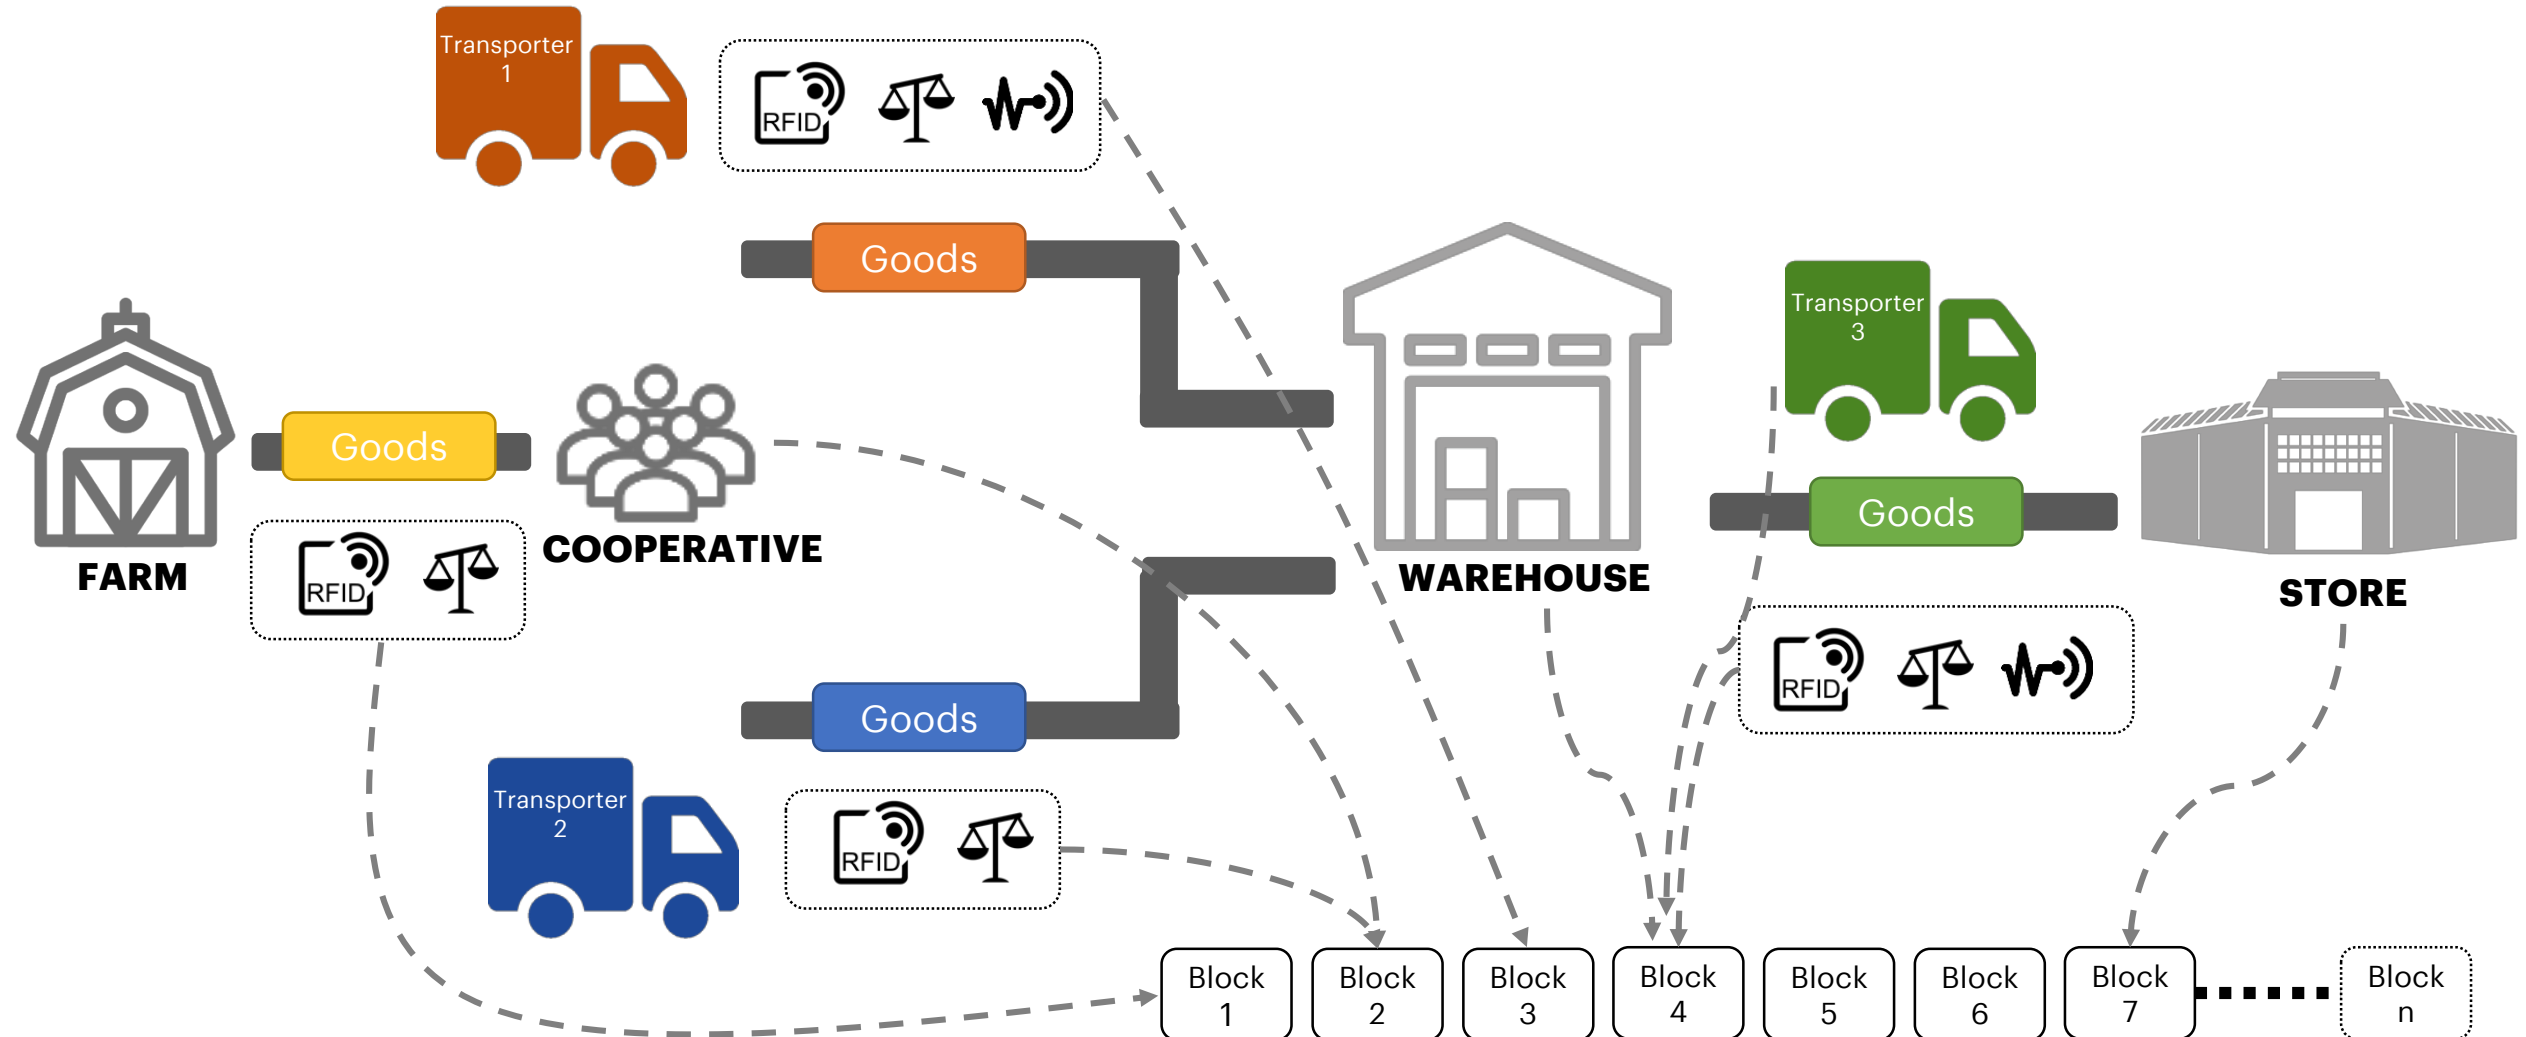 Transporter
1
RFID
Goods
Transporter
3
Goods
FARM
RFID
COOPERATIVE
WAREHOUSE
Goods
STORE
RFID
Goods
Transporter
2
RFID
Block
1
Block
2
Block
3
Block
4
Block
5
Block
6
Block
7
Block
n